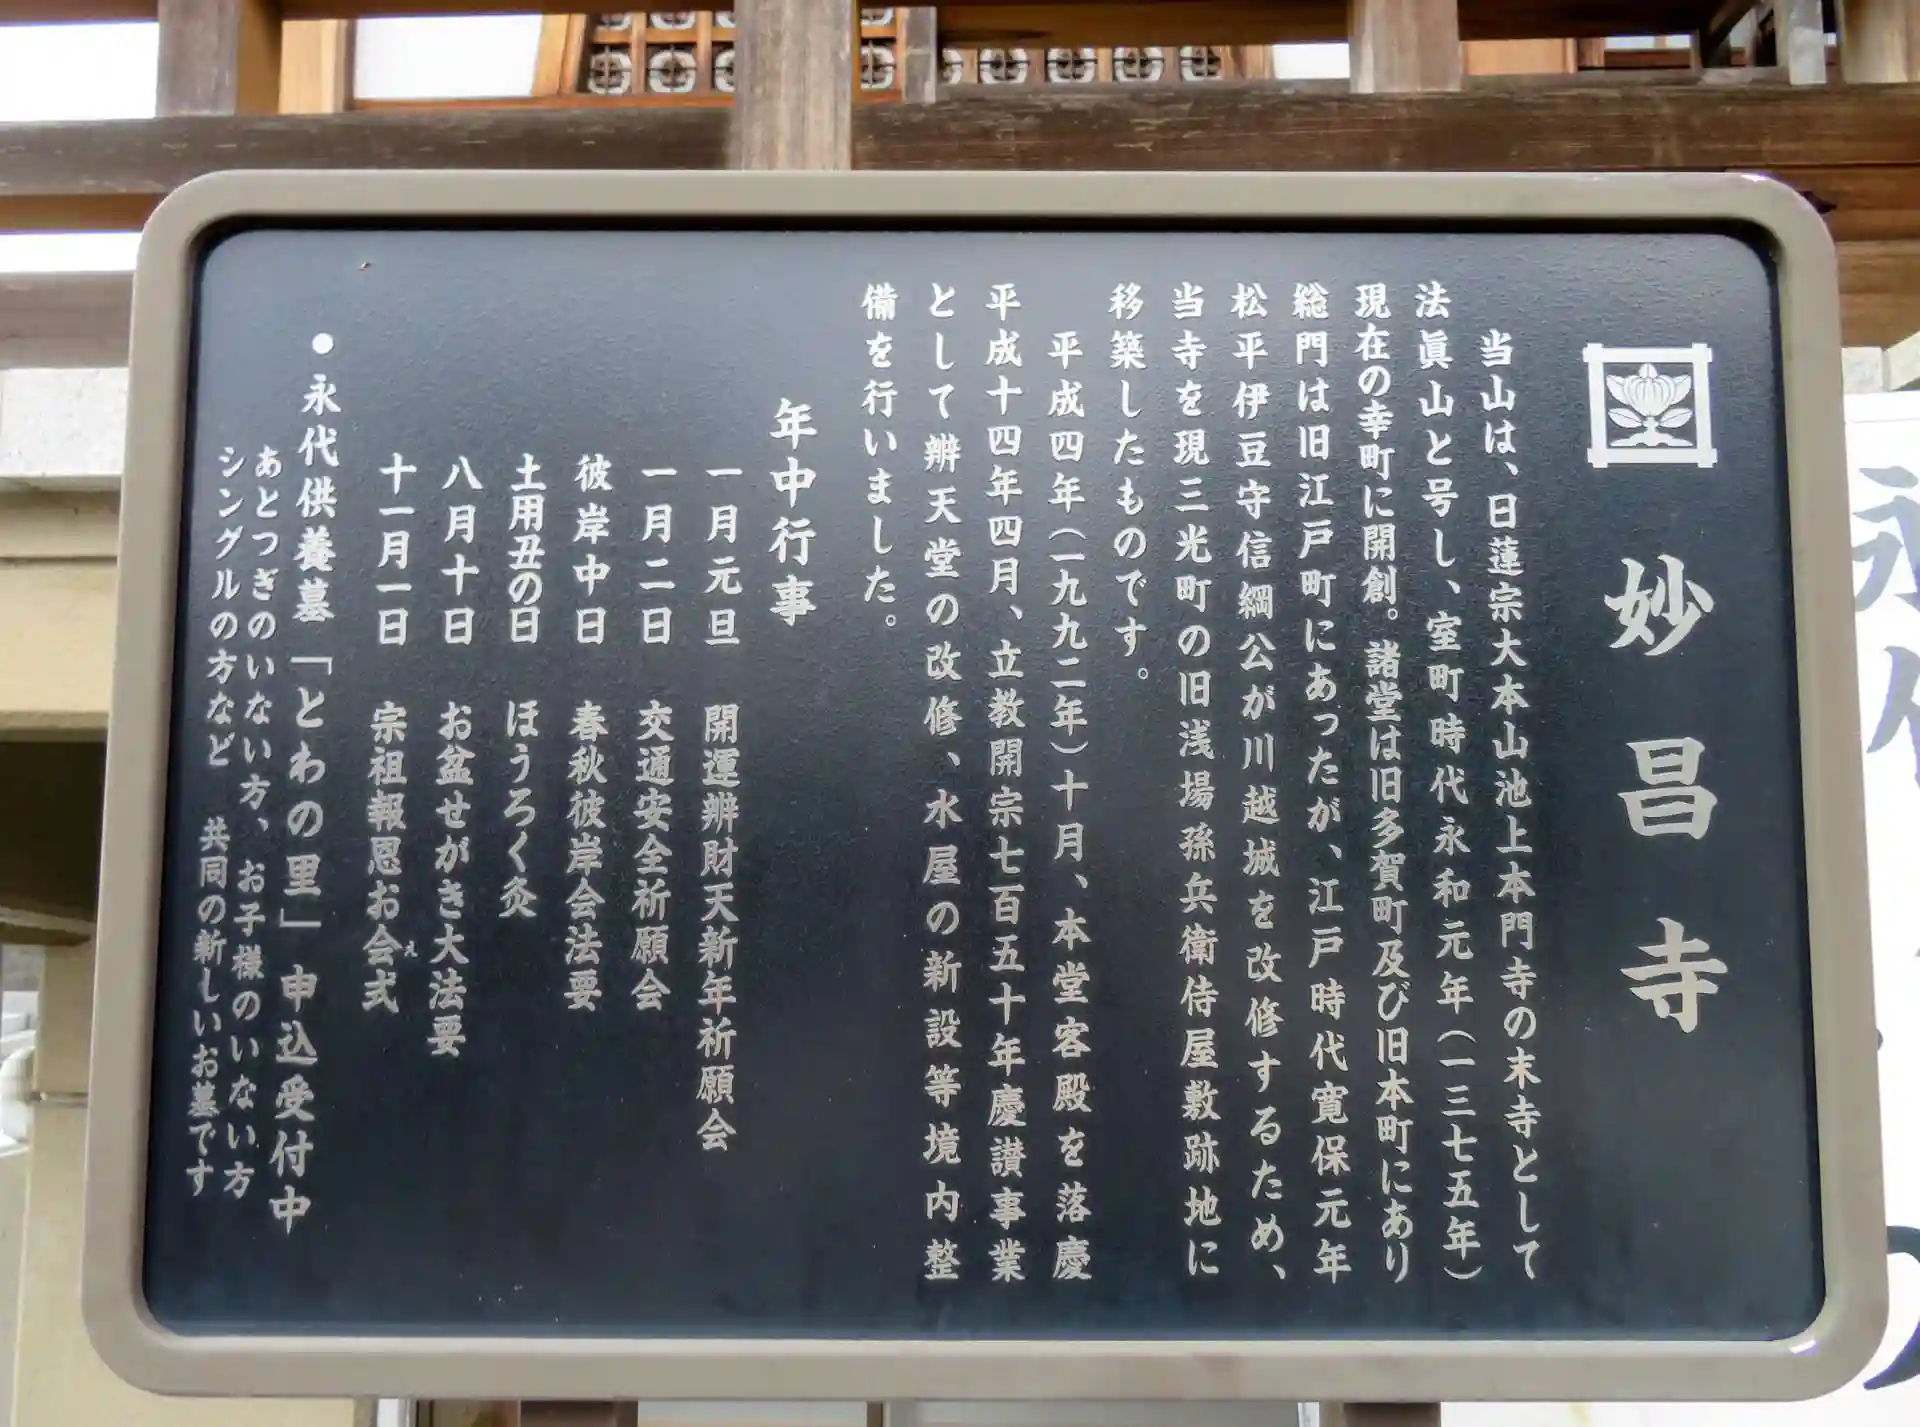 妙昌寺
当山は、日蓮宗大本山池上本門寺の末寺として
法眞山と号し、室町時代永和元年(一三七五年)
現在の幸町に開創。諸堂は旧多賀町及び旧本町にあり
総門は旧江戸町にあったが、江戸時代寛保元年
松平伊豆守信綱公が川越城を改修するため、
当寺を現三光町の旧浅場孫兵衛侍屋敷跡地に
移築したものです。
平成四年(一九九二年)十月、本堂客殿を落慶
平成十四年四月、立教開宗七百五十年慶讃事業
として辨天堂の改修、水屋の新設等境内整
備を行いました。
年中行事
一月元旦 開運辨財天新年祈願会
一月二日 交通安全祈願会
彼岸中日 春秋彼岸会法要
土用丑の日 ほうろく灸
八月十日 お盆せがき大法要
十一月一日 宗祖報恩お会式
え
●永代供養墓「とわの里」申込受付中
あとつぎのいない方、お子様のいない方
シングルの方など 共同の新しいお墓です